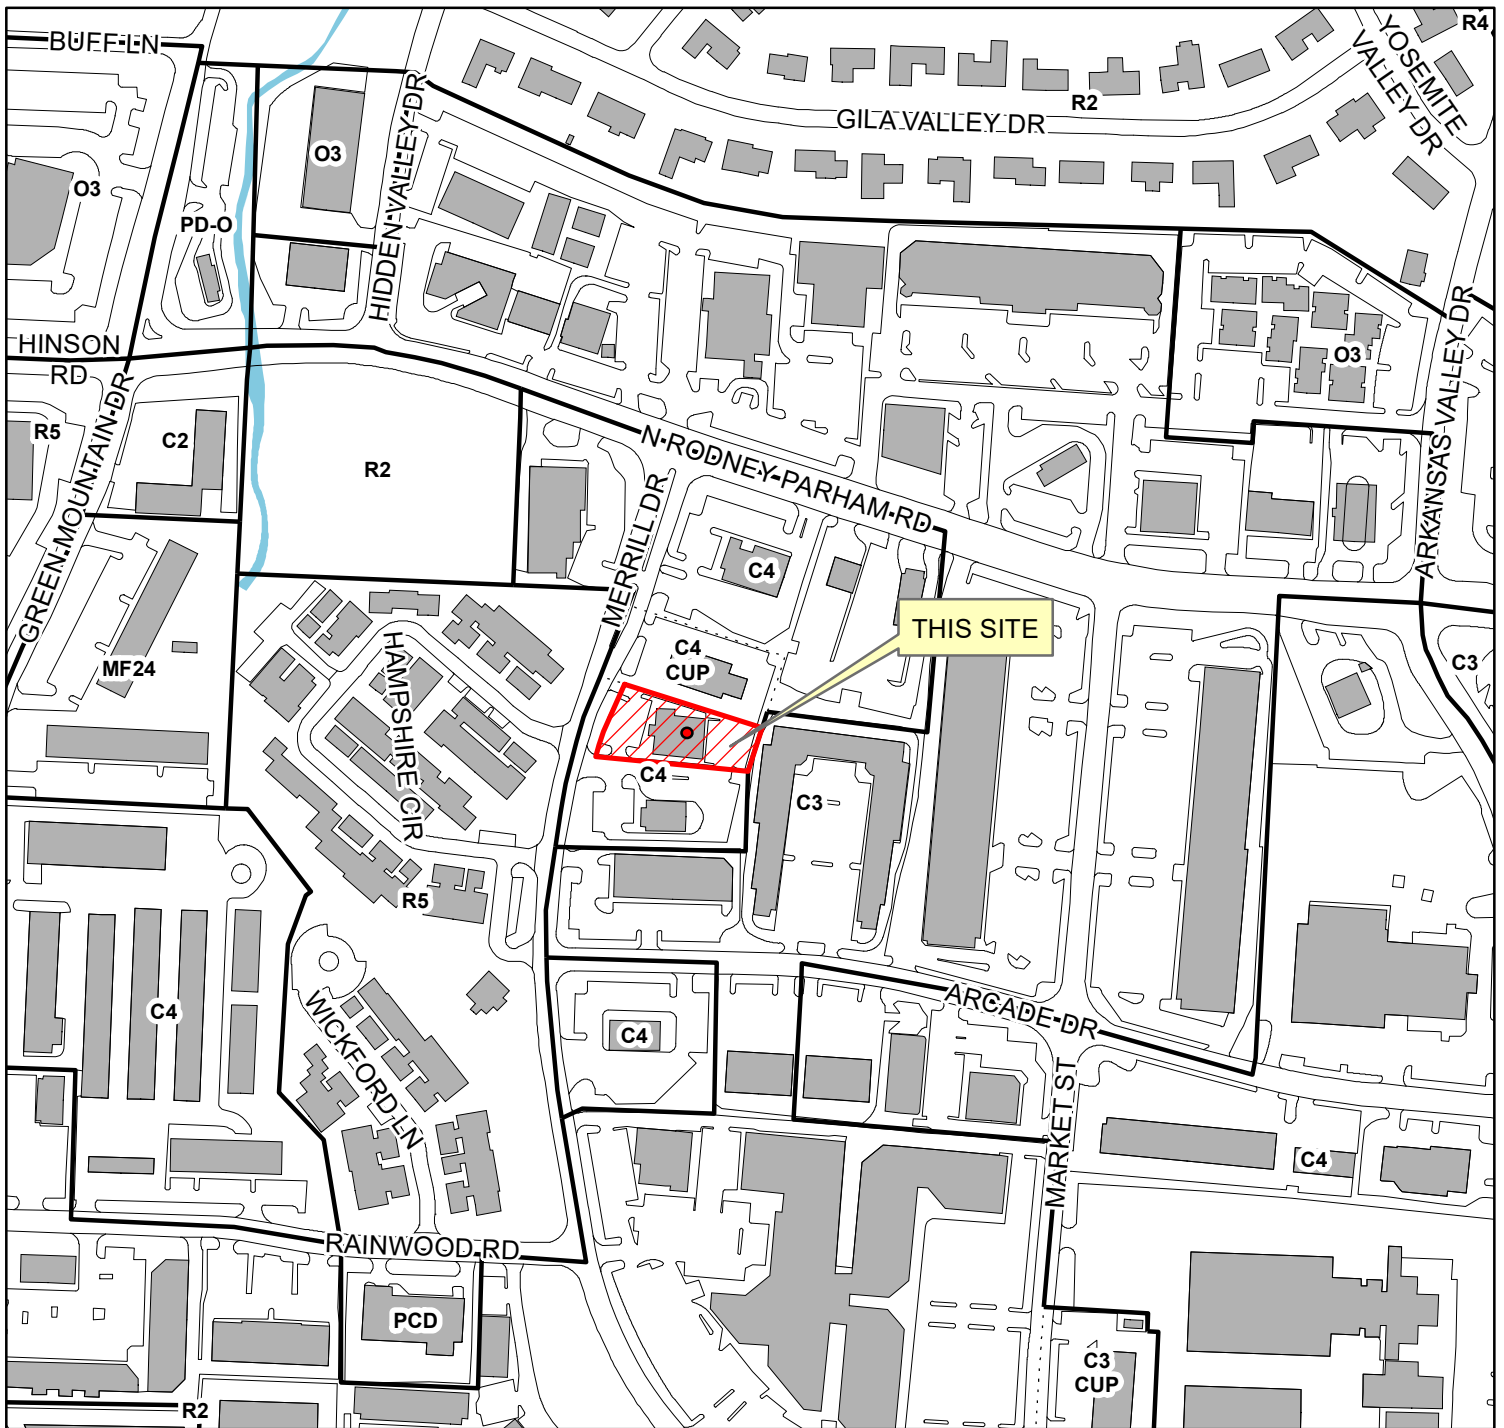 R4
BUFF LN
YOSEMITE
VALLEY DR
R2
GILA VALLEY DR
O3
O3
HIDDEN VALLEY DR
PD-O
HINSON
RD
O3
ARKANSAS VALLEY DR
GREEN MOUNTAIN DR
R5
C2
R2
N RODNEY PARHAM RD
MERRILL DR
C4
THIS SITE
C4
CUP
HAMPSHIRE CIR
MF24
C3
C4
C3
R5
C4
WICKFORD LN
C4
ARCADE DR
MARKET ST
C4
RAINWOOD RD
PCD
C3
CUP
R2